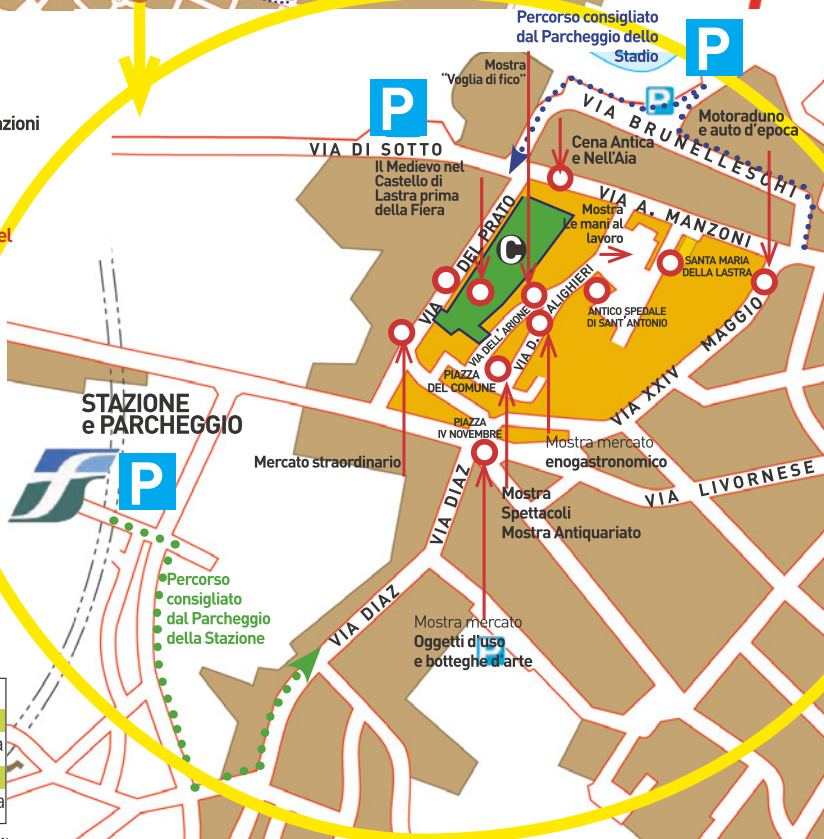 Percorso consigliato
dal Parcheggio dello
Stadio
P
Mostra
“Voglia di fico”
P
P
VIA BRUNELLESCHI
Motoraduno
e auto d’epoca
azioni
VIA DI SOTTO
Cena Antica
e Nell’Aia
Il Medievo nel
Castello di
Lastra prima
della Fiera
VIA A. MANZONI
Mostra
Le mani al
lavoro
el
VIA DEL PRATO
C
SANTA MARIA
DELLA LASTRA
VIA DELL’ARIONE
VIA D. ALIGHIERI
ANTICO SPEDALE
DI SANT’ANTONIO
VIA XXIV MAGGIO
PIAZZA
DEL COMUNE
STAZIONE
e PARCHEGGIO
PIAZZA
IV NOVEMBRE
Mercato straordinario
Mostra mercato
enogastronomico
P
VIA LIVORNESE
Mostra
Spettacoli
Mostra Antiquariato
VIA DIAZ
Percorso
consigliato
dal Parcheggio
della Stazione
VIA DIAZ
Mostra mercato
Oggetti d’uso
e botteghe d’arte
P
a
a